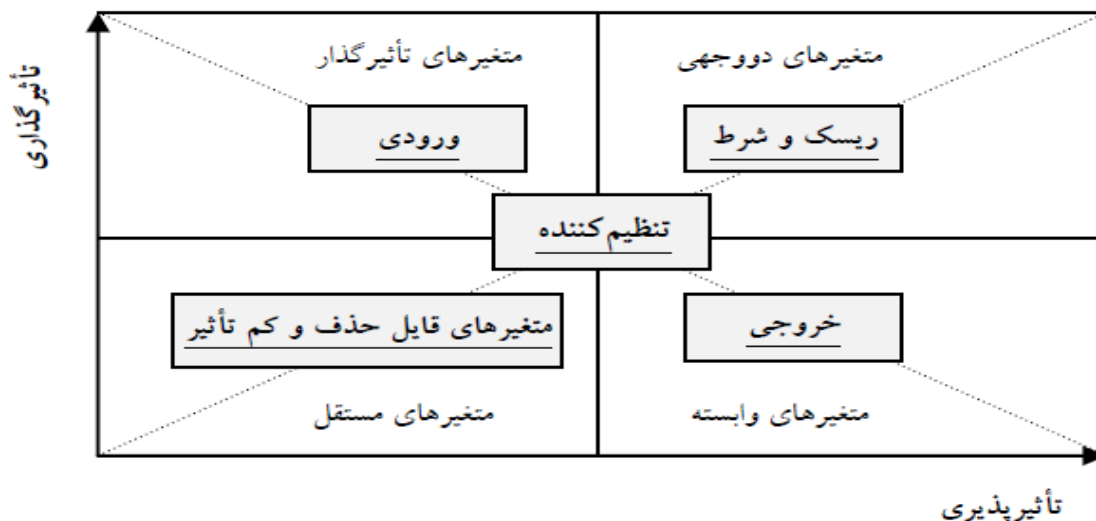 متغیرهای دووجهی
متغیرهای تأثیرگذار
تأثیرگذاری
ریسک و شرط
ورودی
تنظیم‌کننده
خروجی
متغیرهای قایل حذف و کم تأثیر
متغیرهای وابسته
متغیرهای مستقل
تأثیرپذیری